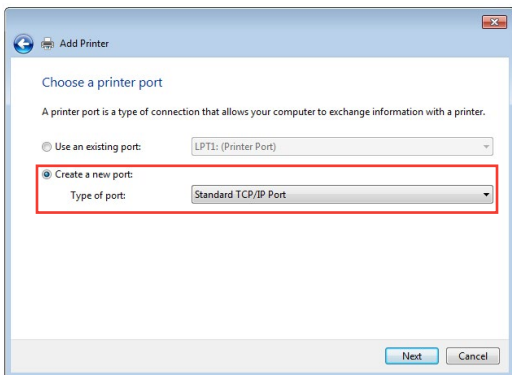 Add Printer
Choose a printer port
A printer port is a type of connection that allows your computer to exchange information with a printer.
Use an existing port: LPT1: (Printer Port)
Create a new port:
Type of port: Standard TCP/IP Port
Next Cancel